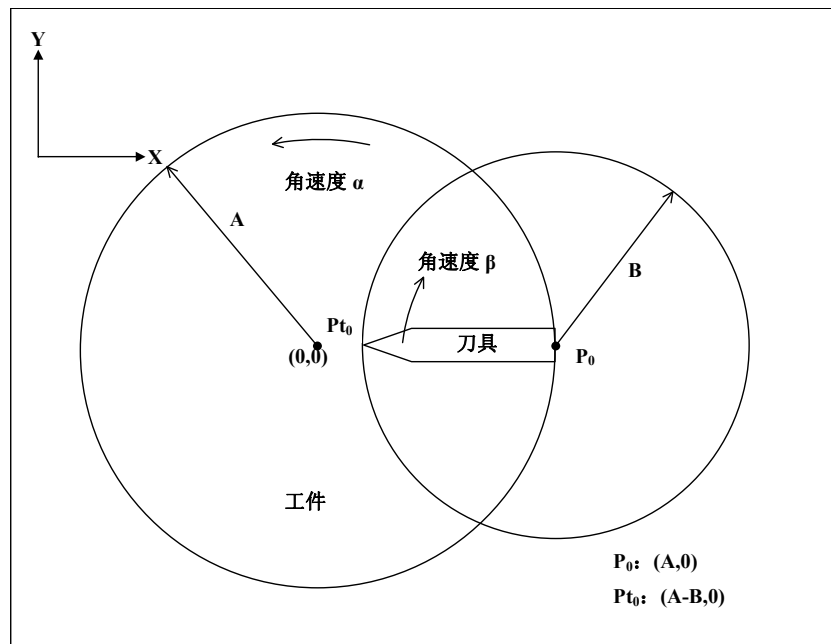 Y
X
角速度 α
A
角速度 β
B
Pt₀
(0,0)
刀具
P₀
工件
P₀：(A,0)
Pt₀：(A-B,0)